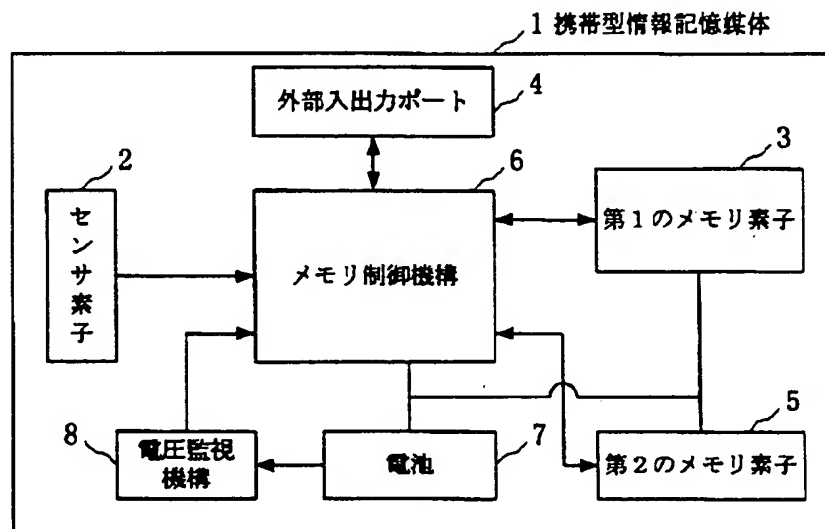 1 携帯型情報記憶媒体
外部入出力ポート
4
2
6
3
センサ素子
メモリ制御機構
第1のメモリ素子
8
電圧監視
機構
電池
7
5
第2のメモリ素子